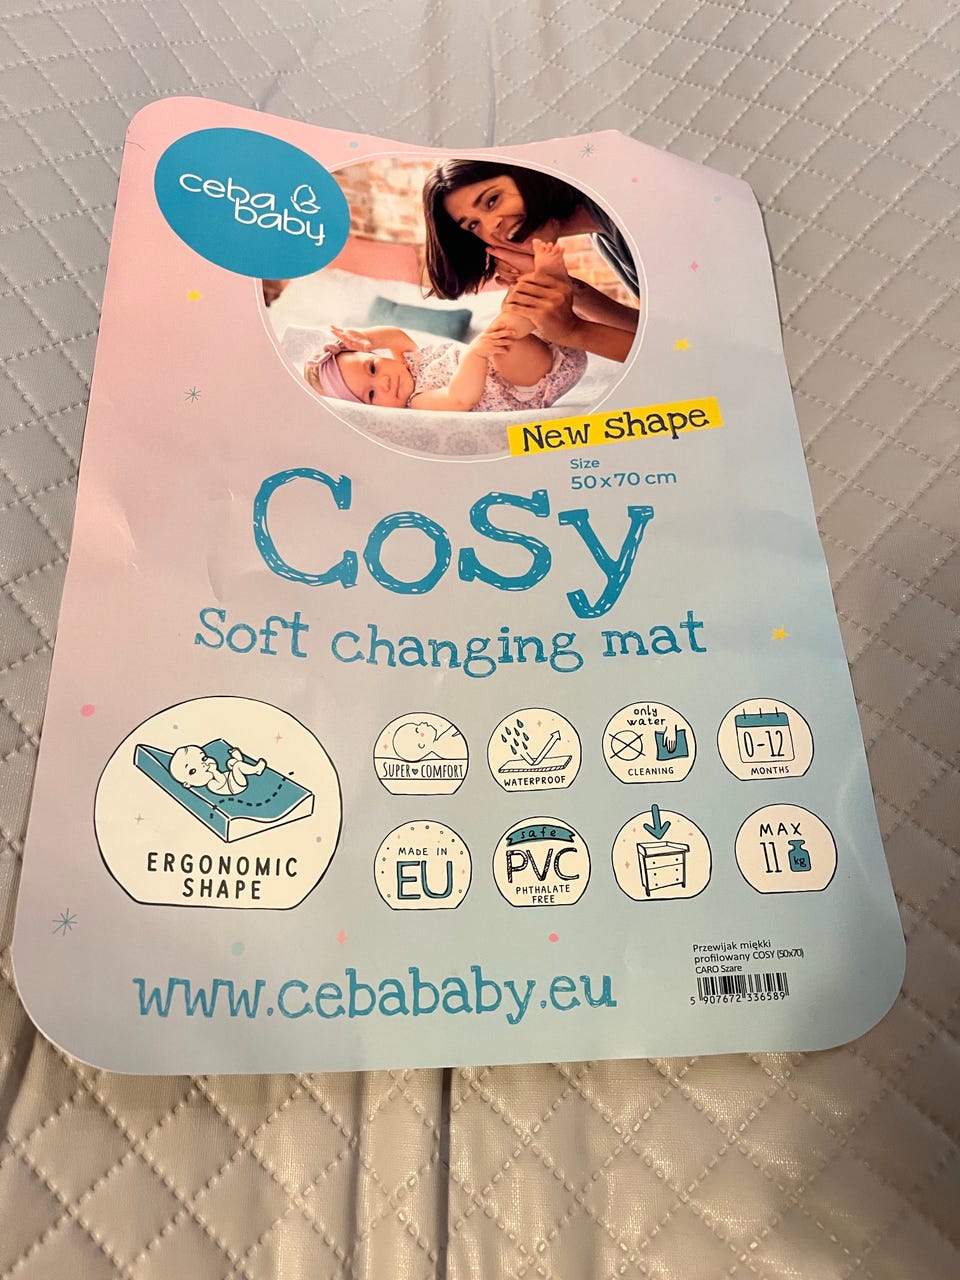 ceba
baby
New shape
Size
50 x 70 cm
Cosy
Soft changing mat
ERGONOMIC
SHAPE
SUPER COMFORT
WATERPROOF
only
water
CLEANING
0-12
MONTHS
MADE IN
EU
safe
PVC
PHTHALATE
FREE
MAX
11 kg
www.cebababy.eu
Przewijak miękki
profilowany COSY (50x70)
CARO Szare
5 907672 336589